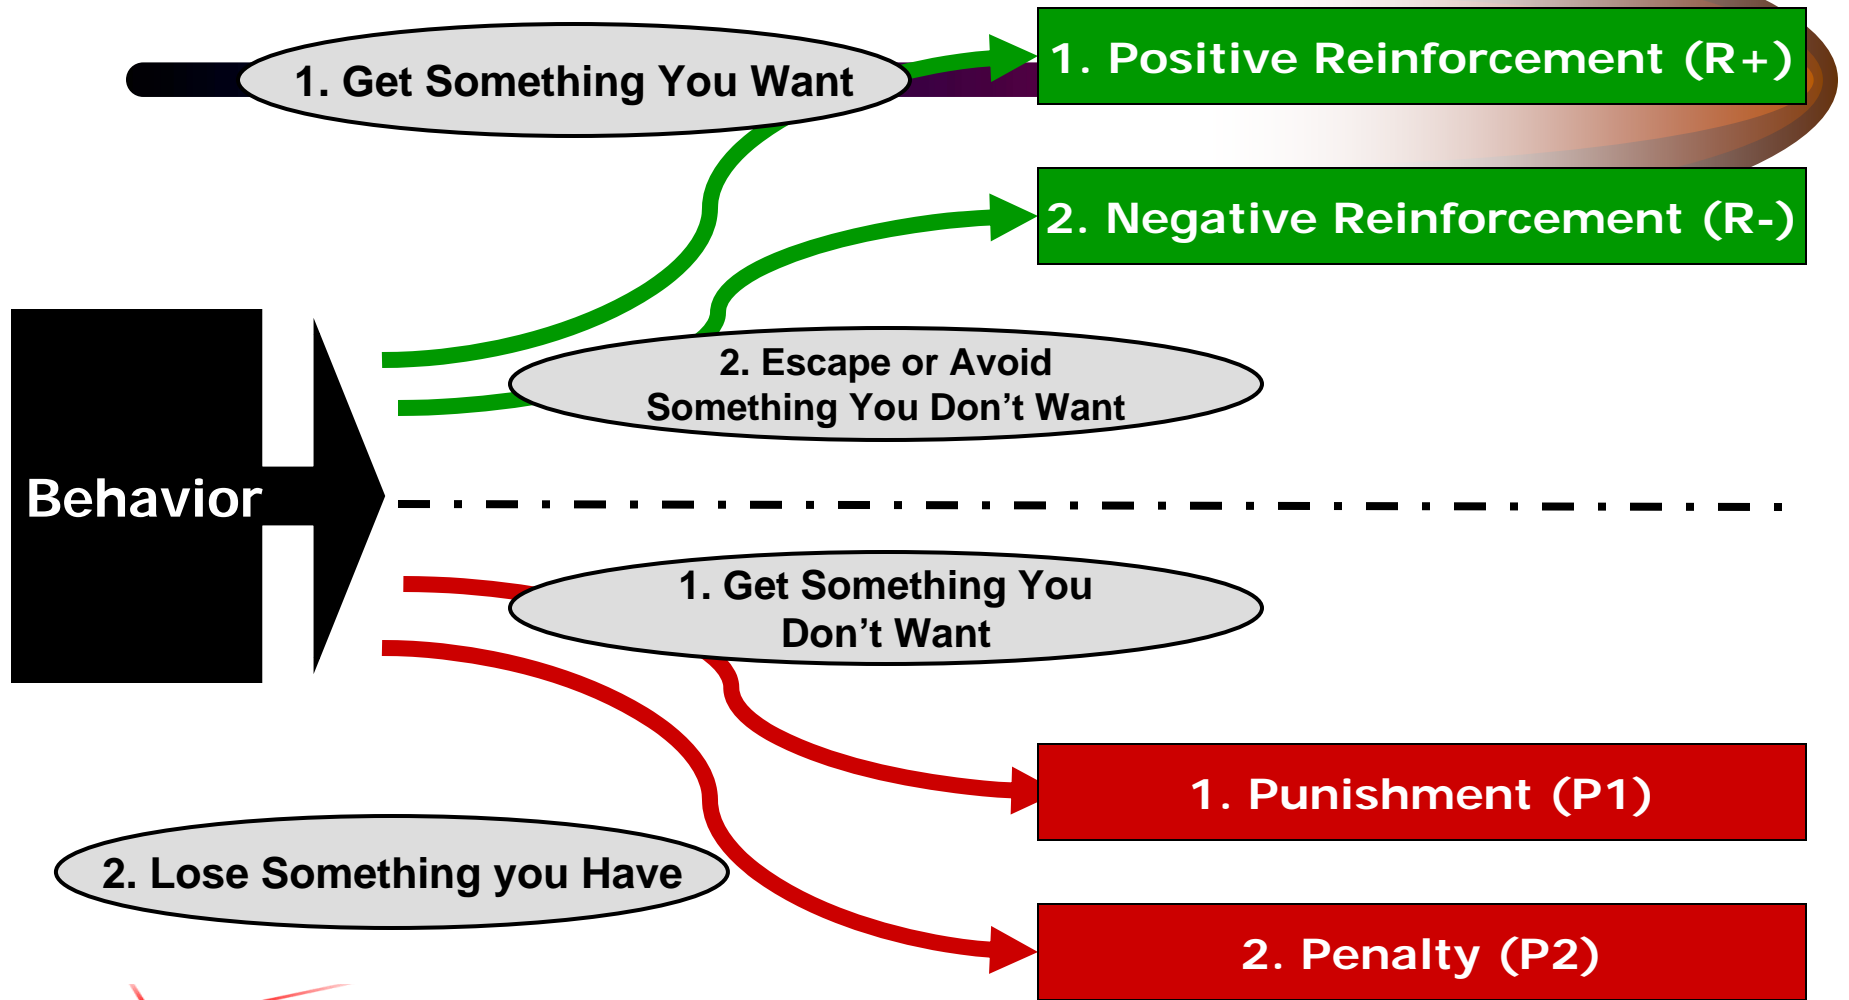 1. Get Something You Want
1. Positive Reinforcement (R+)
2. Negative Reinforcement (R-)
2. Escape or Avoid
Something You Don’t Want
Behavior
1. Get Something You
Don’t Want
1. Punishment (P1)
2. Lose Something you Have
2. Penalty (P2)